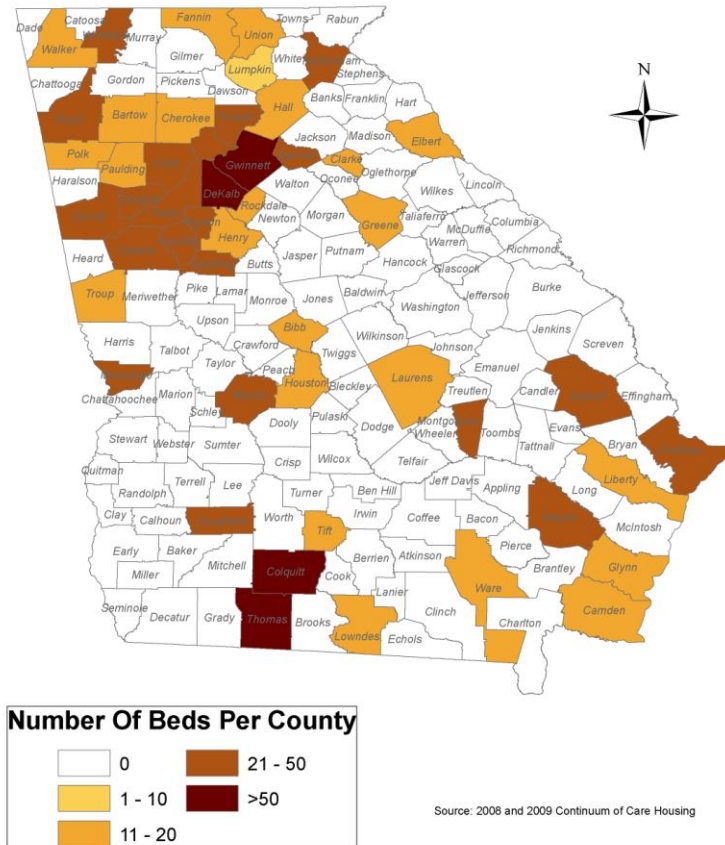 Fannin
Towns
Rabun
Catoosa
Dade
Murray
Union
Walker
Gilmer
White
Lumpkin
Stephens
Chattooga
Gordon
Pickens
Dawson
Banks
Franklin
Hart
Hall
Bartow
Cherokee
Jackson
Madison
Elbert
Polk
Paulding
Gwinnett
Clarke
Oglethorpe
Oconee
Haralson
DeKalb
Walton
Wilkes
Lincoln
Rockdale
Newton
Morgan
Greene
Taliaferro
Columbia
McDuffie
Warren
Richmond
Henry
Heard
Butts
Jasper
Putnam
Hancock
Glascock
Troup
Meriwether
Pike
Lamar
Monroe
Jones
Baldwin
Washington
Jefferson
Burke
Upson
Bibb
Wilkinson
Jenkins
Screven
Harris
Talbot
Crawford
Twiggs
Johnson
Emanuel
Taylor
Peach
Houston
Bleckley
Laurens
Treutlen
Candler
Effingham
Chattahoochee
Marion
Schley
Dooly
Pulaski
Dodge
Wheeler
Toombs
Evans
Tattnall
Bryan
Stewart
Webster
Sumter
Crisp
Wilcox
Telfair
Liberty
Long
Quitman
Randolph
Terrell
Lee
Turner
Ben Hill
Jeff Davis
Appling
Clay
Calhoun
Worth
Irwin
Coffee
Bacon
McIntosh
Tift
Pierce
Early
Baker
Mitchell
Colquitt
Cook
Berrien
Atkinson
Ware
Brantley
Glynn
Miller
Lanier
Clinch
Camden
Seminole
Decatur
Grady
Thomas
Brooks
Lowndes
Echols
Charlton
N
Number Of Beds Per County
0
1 - 10
11 - 20
21 - 50
>50
Source: 2008 and 2009 Continuum of Care Housing